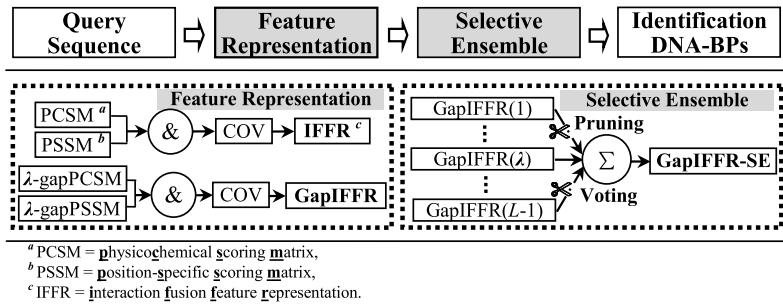 Query Sequence
Feature Representation
Selective Ensemble
Identification DNA-BPs
Feature Representation
PCSM a
PSSM b
&
COV
IFFR c
λ-gapPCSM
λ-gapPSSM
&
COV
GapIFFR
Selective Ensemble
GapIFFR(1)
Pruning
GapIFFR(λ)
Σ
GapIFFR-SE
Voting
GapIFFR(L-1)
a PCSM = physicochemical scoring matrix,
b PSSM = position-specific scoring matrix,
c IFFR = interaction fusion feature representation.